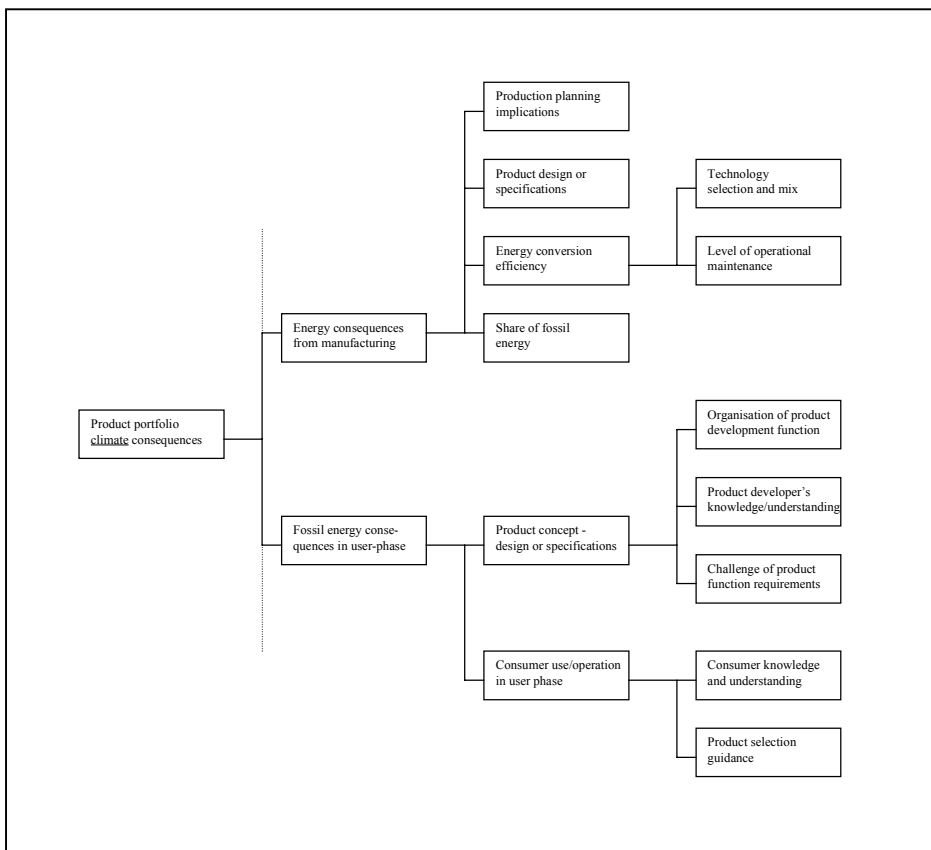 Production planning
implications
Product design or
specifications
Technology
selection and mix
Energy conversion
efficiency
Level of operational
maintenance
Energy consequences
from manufacturing
Share of fossil
energy
Product portfolio
climate consequences
Organisation of product
development function
Product developer's
knowledge/understanding
Fossil energy conse-
quences in user-phase
Product concept -
design or specifications
Challenge of product
function requirements
Consumer use/operation
in user phase
Consumer knowledge
and understanding
Product selection
guidance